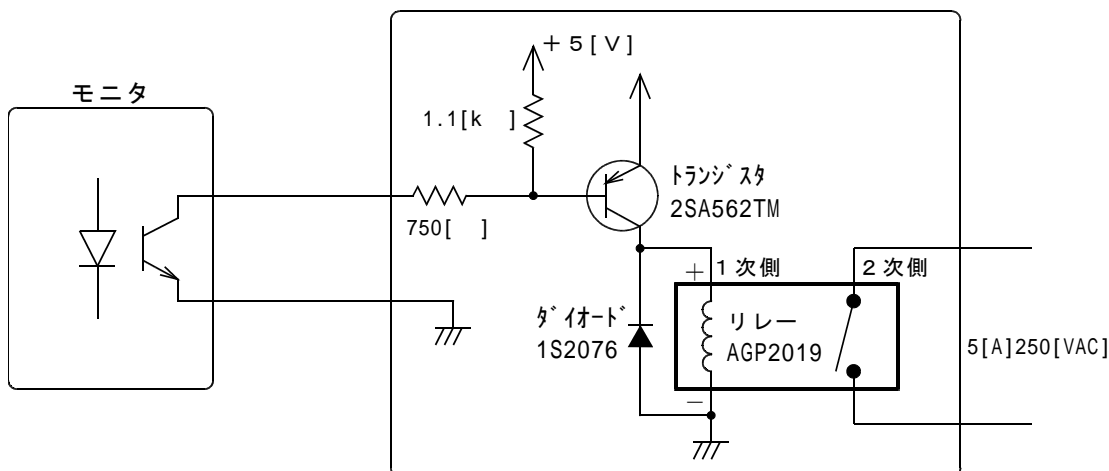 ＋５[Ｖ]
モニタ
1.1[k　]
トランジスタ
2SA562TM
750[　]
＋
１次側
２次側
ダイオード
1S2076
リレー
AGP2019
5[A]250[VAC]
－